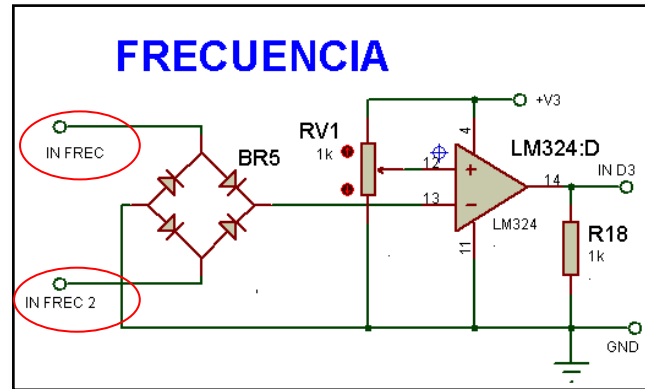 FRECUENCIA
+V3
RV1
1k
IN FREC
BR5
4
LM324:D
12
14
IN D3
13
LM324
R18
1k
11
IN FREC 2
GND